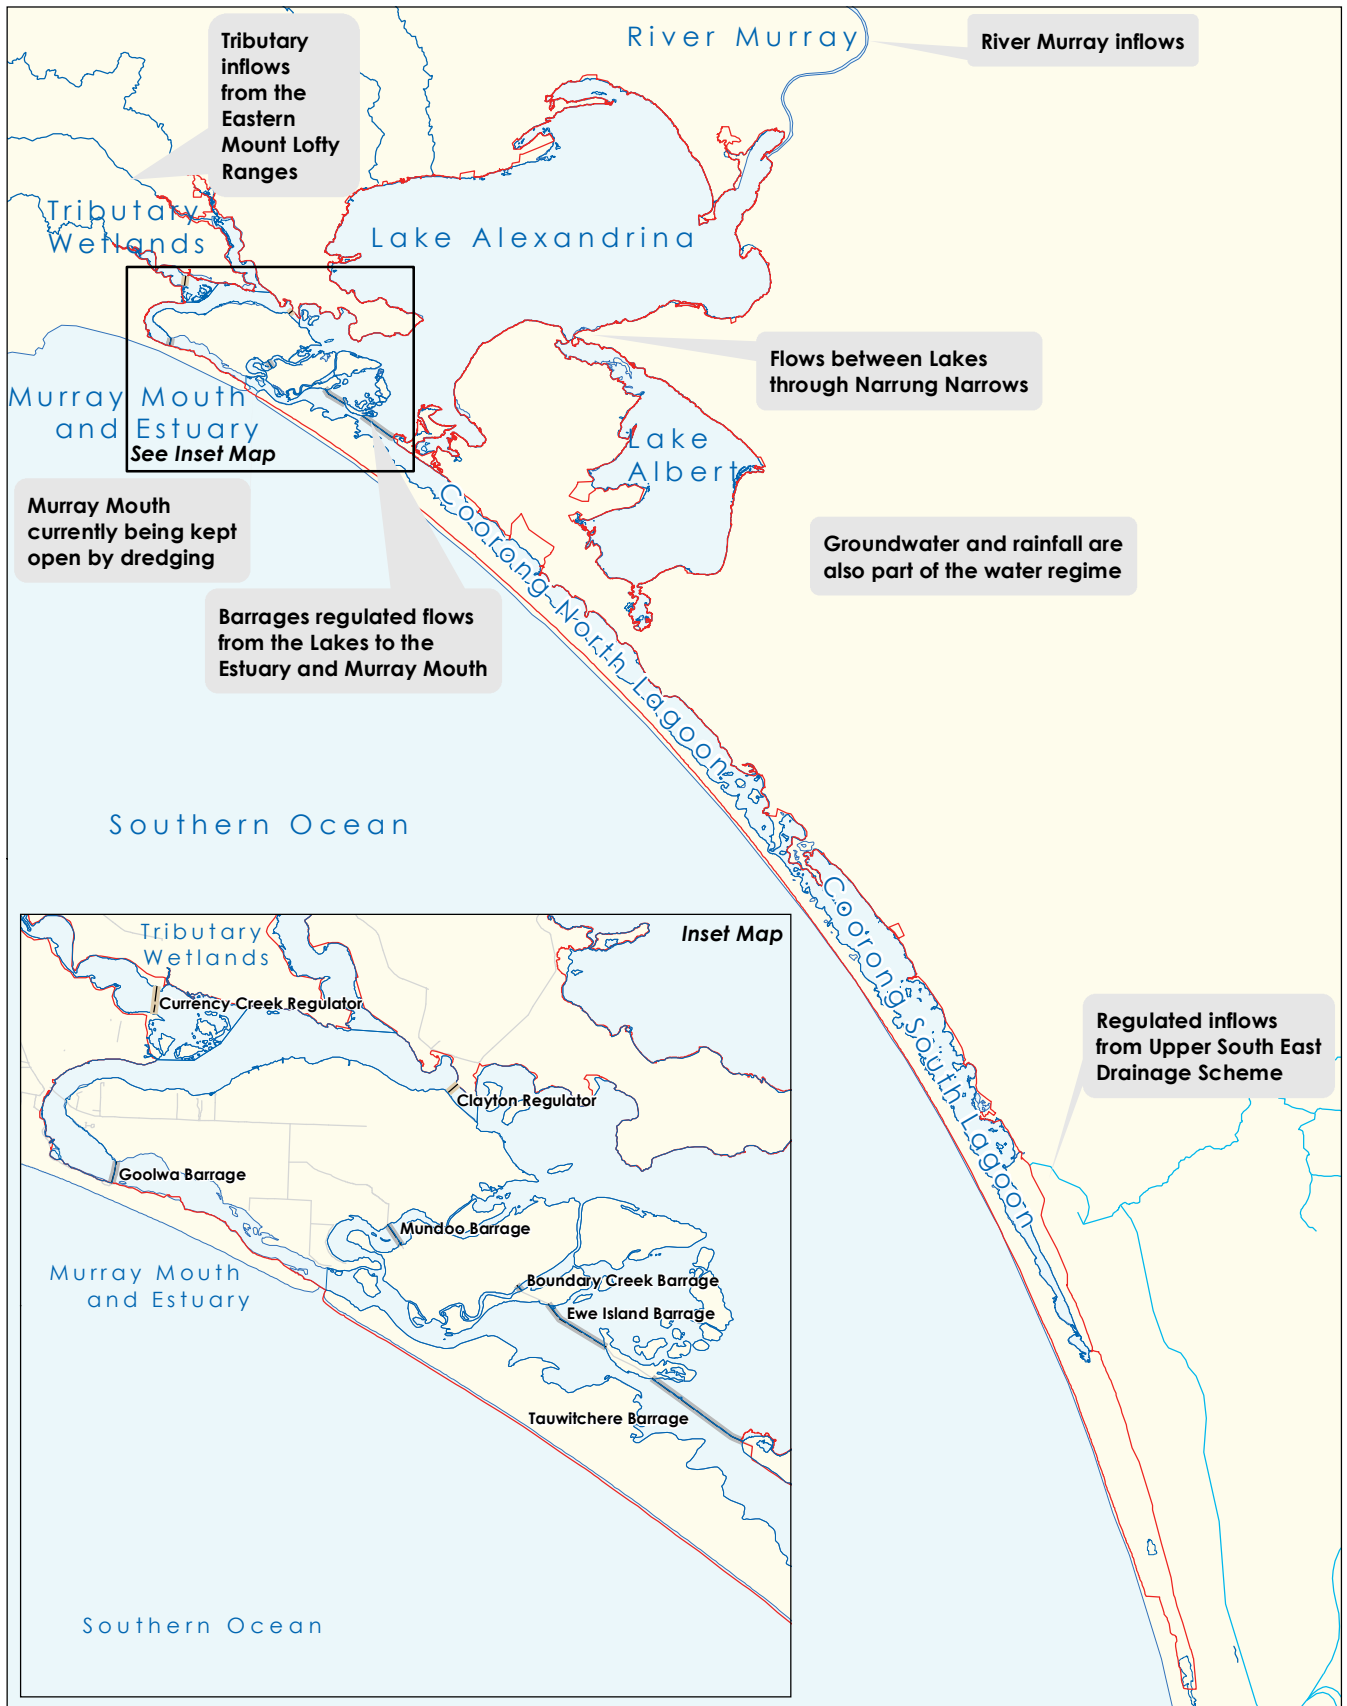 River Murray
River Murray inflows
Tributary
inflows
from the
Eastern
Mount Lofty
Ranges
Tributary
Wetlands
Lake Alexandrina
Flows between Lakes
through Narrung Narrows
Murray Mouth
and Estuary
See Inset Map
Lake
Albert
Murray Mouth
currently being kept
open by dredging
Coorong North Lagoon
Groundwater and rainfall are
also part of the water regime
Barrages regulated flows
from the Lakes to the
Estuary and Murray Mouth
Southern Ocean
Coorong South Lagoon
Regulated inflows
from Upper South East
Drainage Scheme
Inset Map
Tributary
Wetlands
Currency Creek Regulator
Clayton Regulator
Goolwa Barrage
Mundoo Barrage
Murray Mouth
and Estuary
Boundary Creek Barrage
Ewe Island Barrage
Tauwitchere Barrage
Southern Ocean